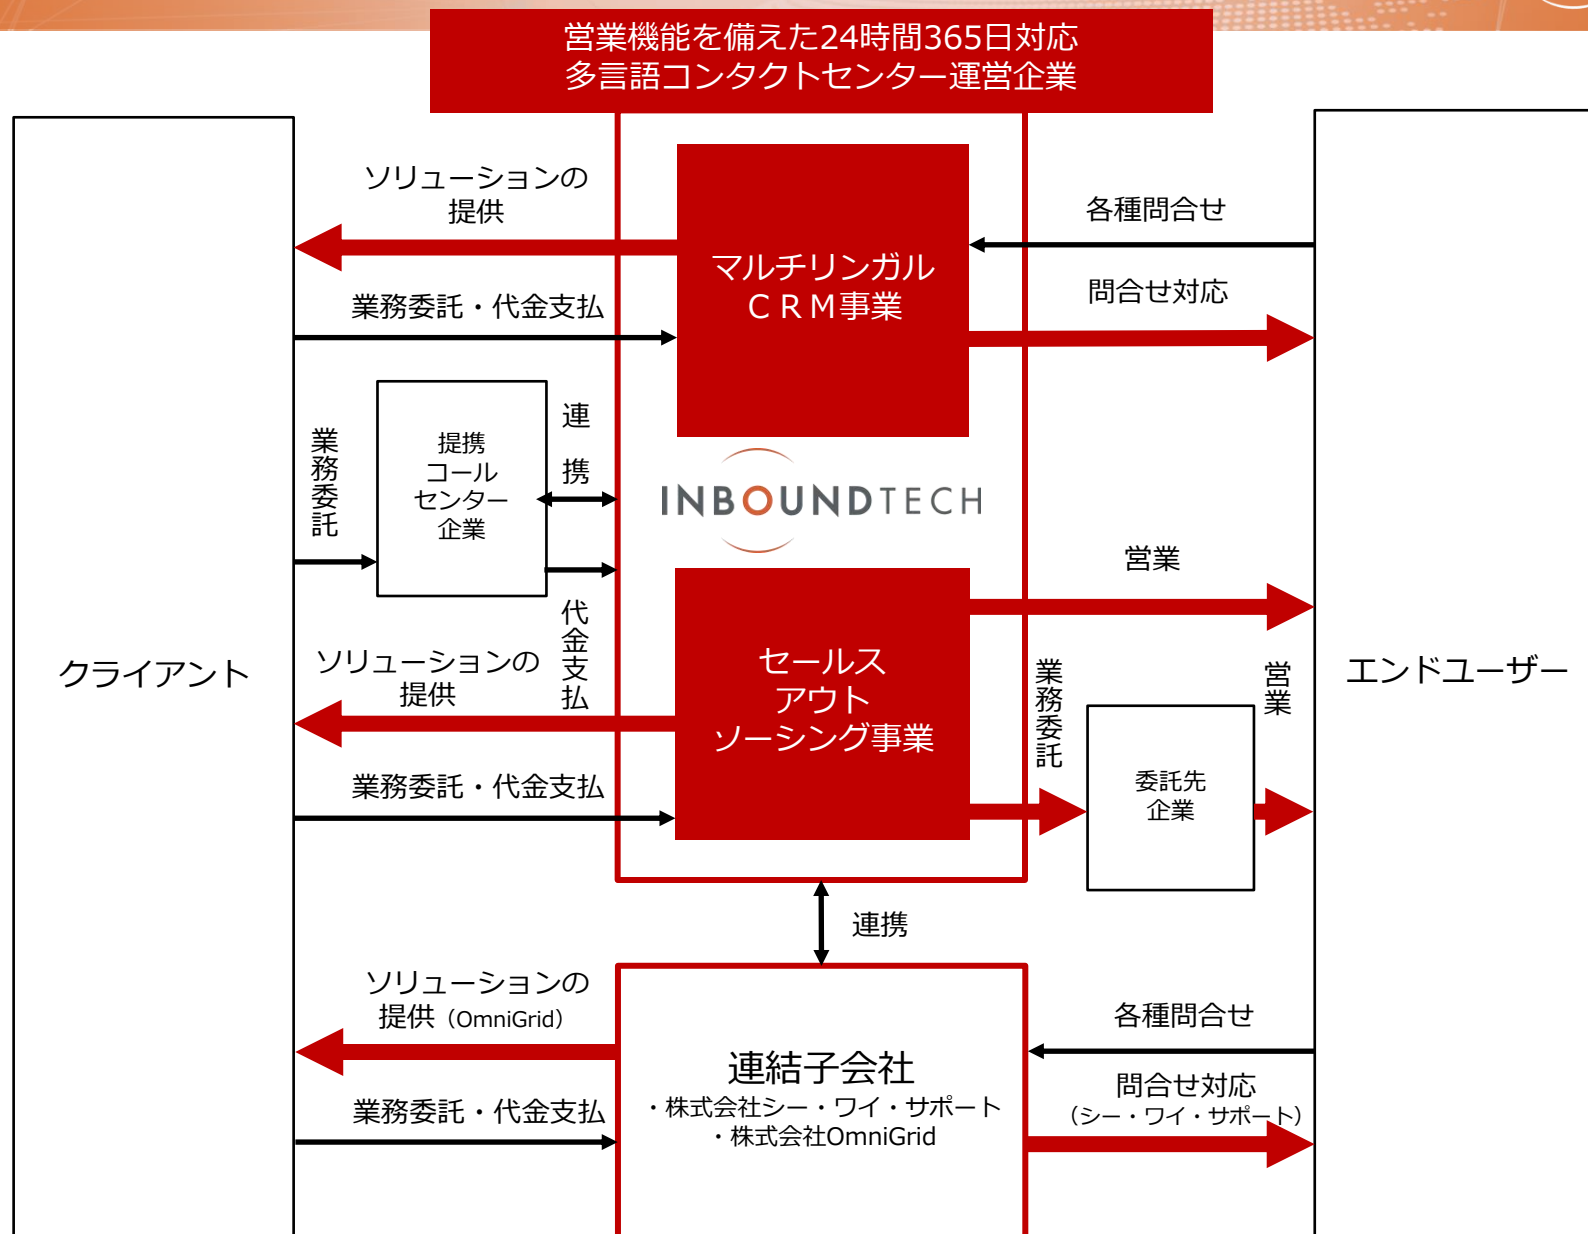 営業機能を備えた24時間365日対応
多言語コンタクトセンター運営企業
クライアント
ソリューションの
提供
業務委託・代金支払
マルチリンガル
ＣＲＭ事業
各種問合せ
問合せ対応
業務委託
提携
コール
センター
企業
連携
代金支払
INBOUNDTECH
ソリューションの
提供
業務委託・代金支払
セールス
アウト
ソーシング事業
営業
業務委託
委託先
企業
営業
エンドユーザー
連携
ソリューションの
提供（OmniGrid）
業務委託・代金支払
連結子会社
・株式会社シー・ワイ・サポート
・株式会社OmniGrid
各種問合せ
問合せ対応
（シー・ワイ・サポート）